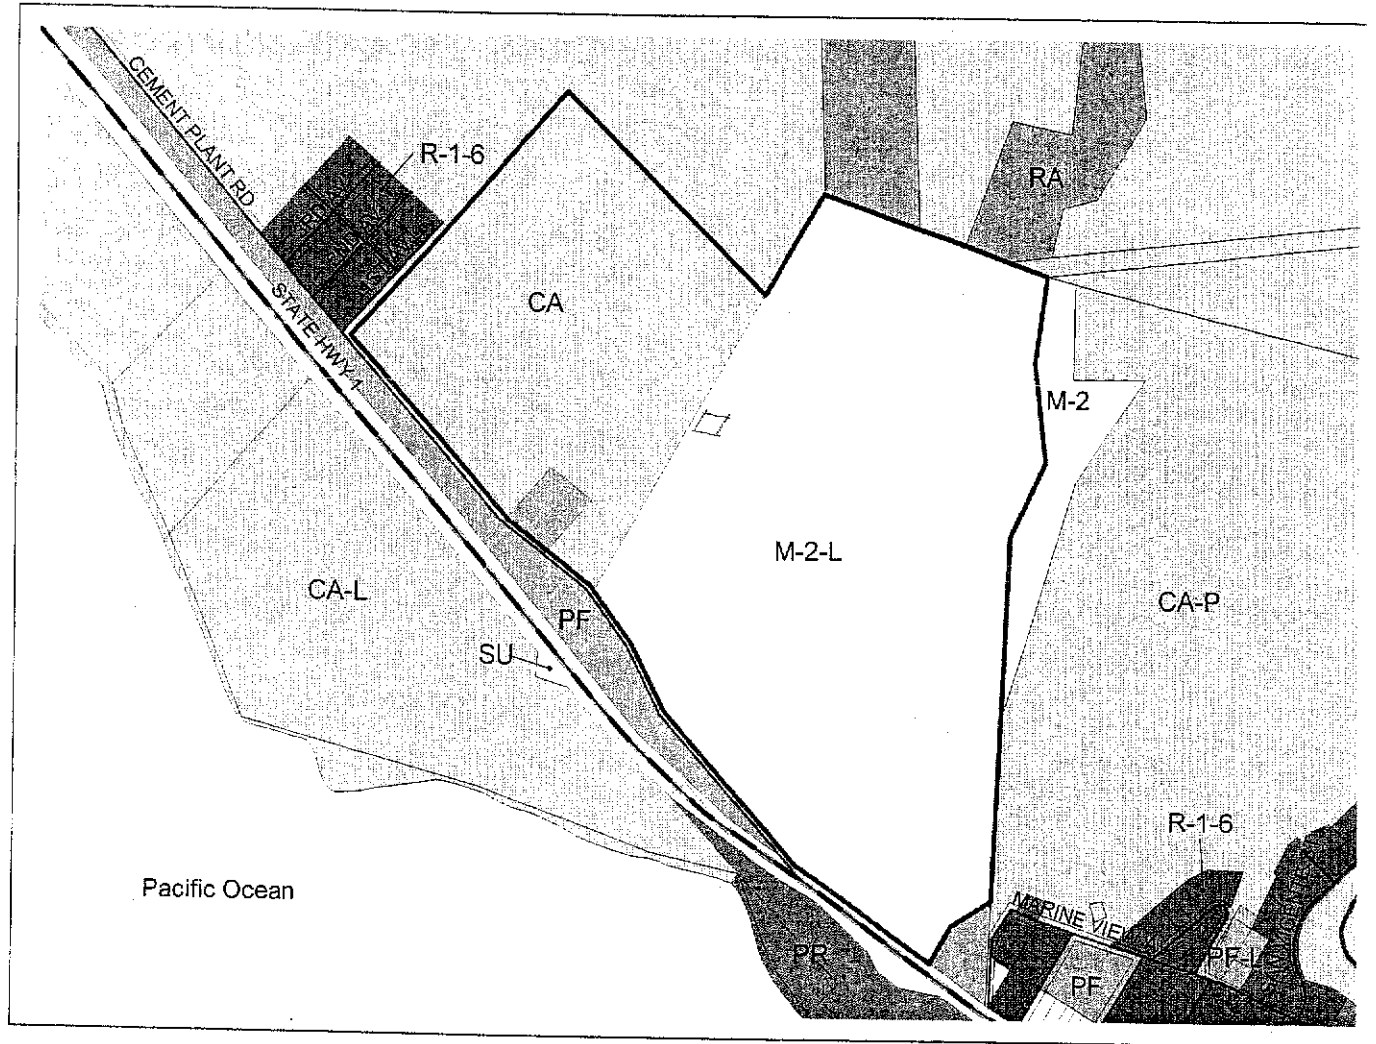 CEMENT PLANT RD
R-1-6
RA
STATE HWY 1
CA
M-2
M-2-L
CA-L
PF
CA-P
SU
R-1-6
Pacific Ocean
MARINE VIEW
PR
PF-L
PF